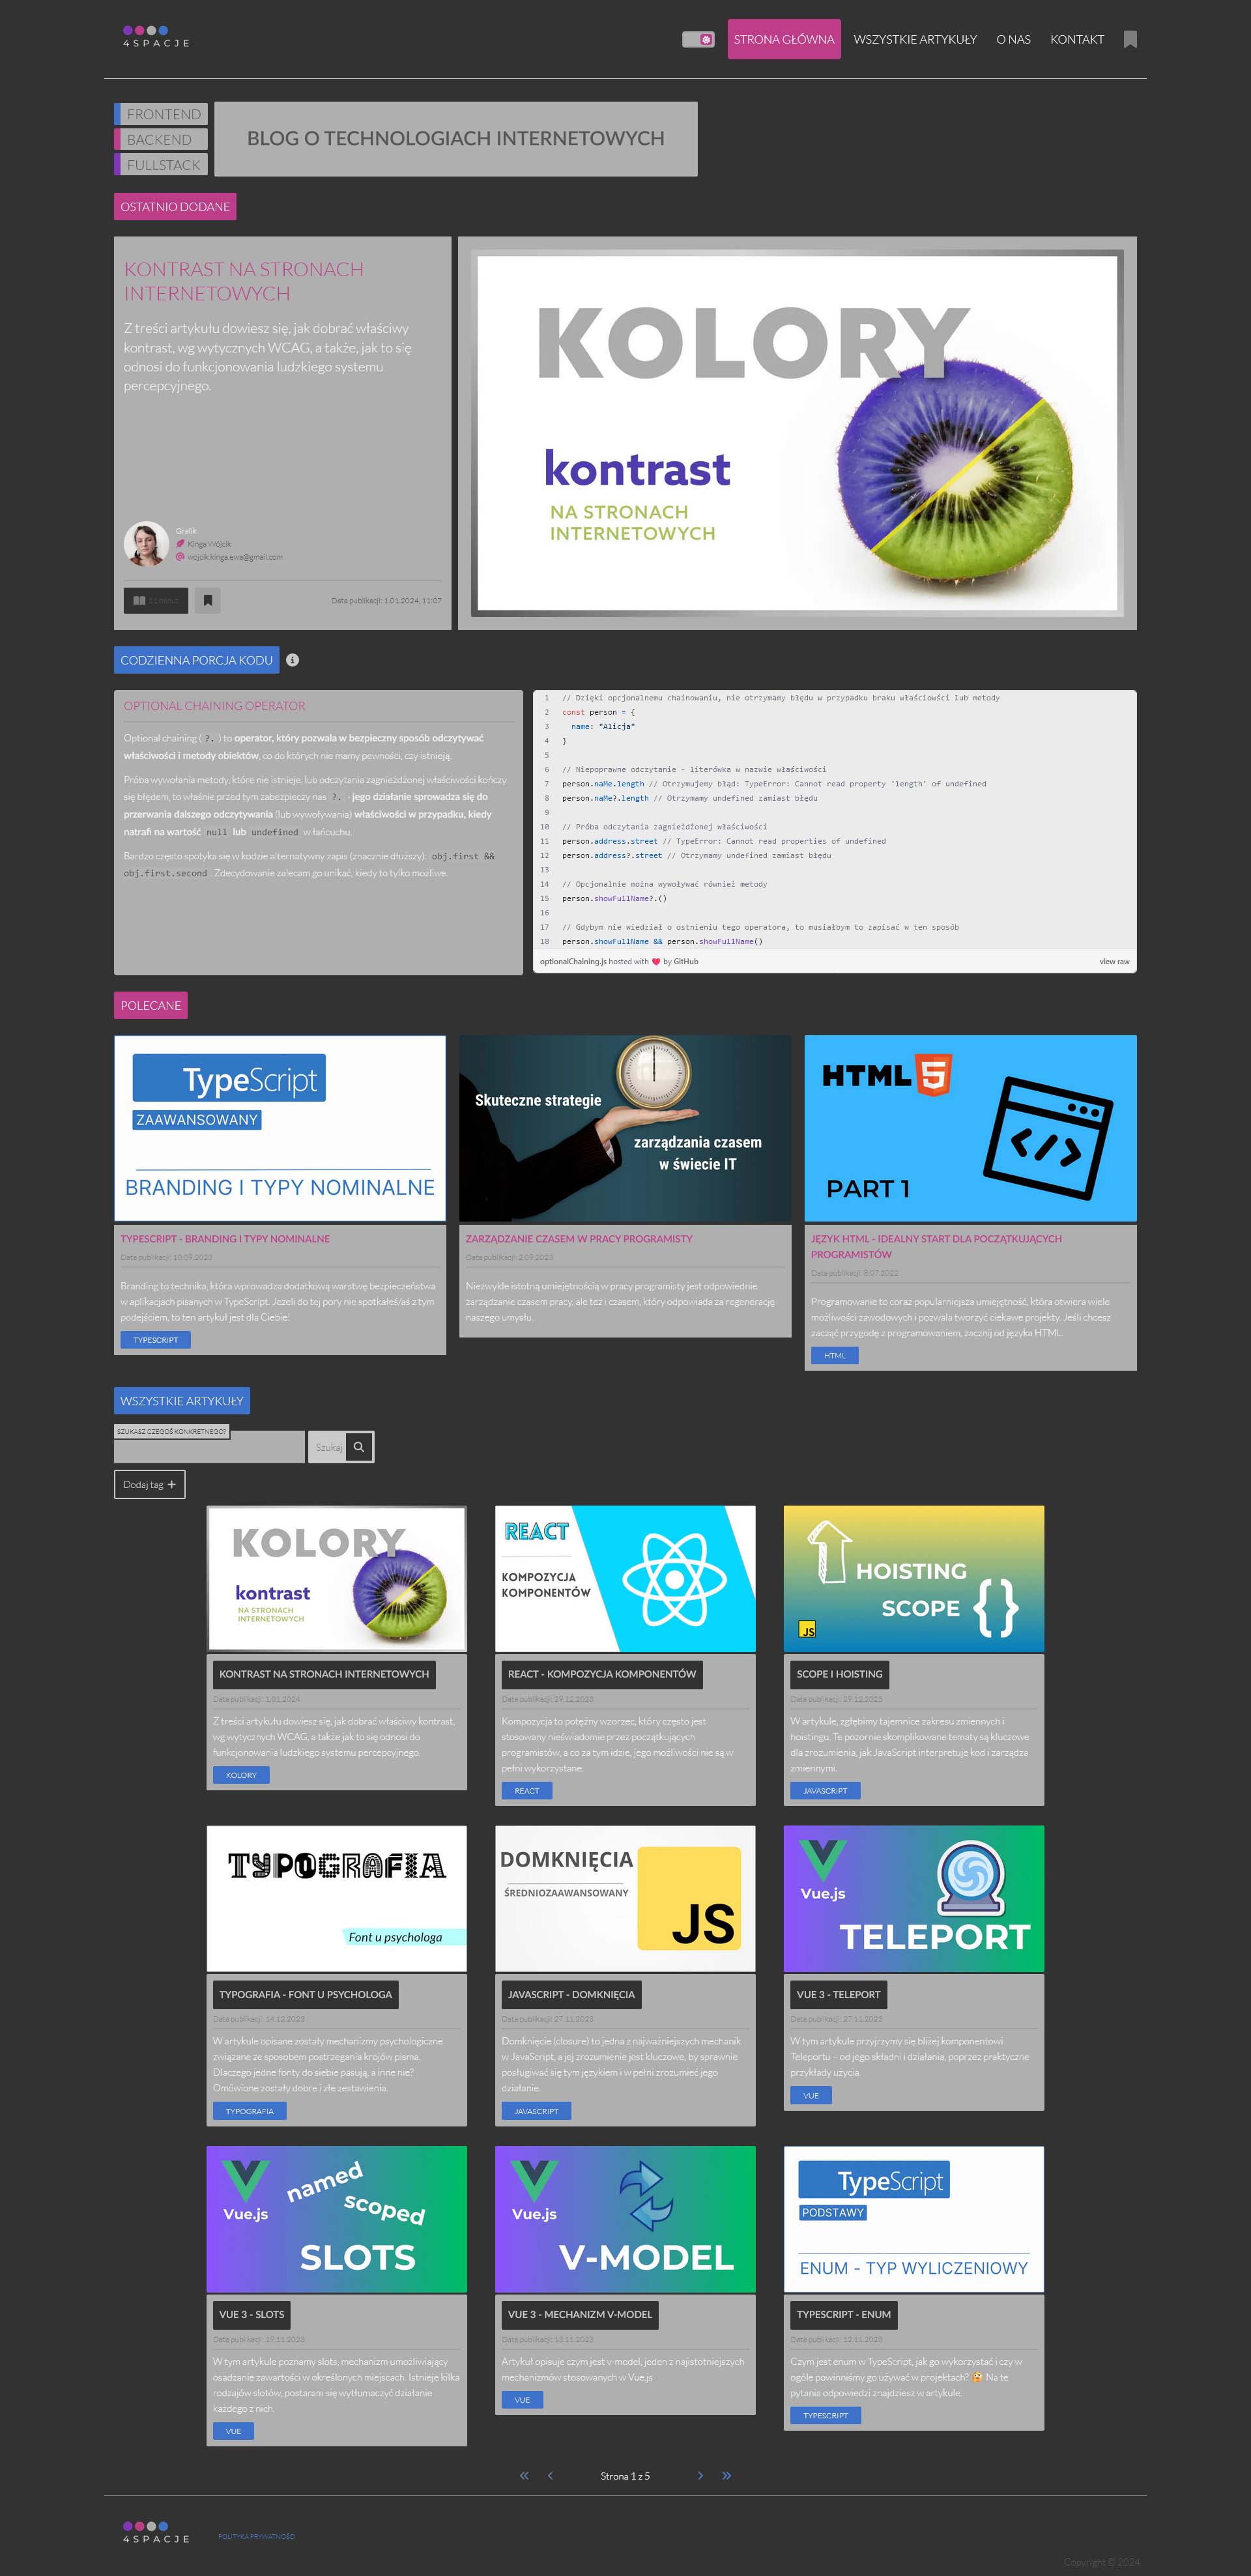 4SPACJE
STRONA GŁÓWNA
WSZYSTKIE ARTYKUŁY
O NAS
KONTAKT
FRONTEND
BACKEND
FULLSTACK
BLOG O TECHNOLOGIACH INTERNETOWYCH
OSTATNIO DODANE
KONTRAST NA STRONACH
INTERNETOWYCH
Z treści artykułu dowiesz się, jak dobrać właściwy
kontrast, wg wytycznych WCAG, a także, jak to się
odnosi do funkcjonowania ludzkiego systemu
percepcyjnego.
Grafik
Kinga Wójcik
wojcik.kinga.ewa@gmail.com
11 minut
Data publikacji: 1.01.2024, 11:07
KOLORY
kontrast
NA STRONACH
INTERNETOWYCH
CODZIENNA PORCJA KODU
OPTIONAL CHAINING OPERATOR
Optional chaining ( ?. ) to operator, który pozwala w bezpieczny sposób odczytywać
właściwości i metody obiektów, co do których nie mamy pewności, czy istnieją.
Próba wywołania metody, które nie istnieje, lub odczytania zagnieżdżonej właściwości kończy
się błędem, to właśnie przed tym zabezpieczy nas ?. - jego działanie sprowadza się do
przerwania dalszego odczytywania (lub wywoływania) właściwości w przypadku, kiedy
natrafi na wartość null lub undefined w łańcuchu.
Bardzo często spotyka się w kodzie alternatywny zapis (znacznie dłuższy): obj.first &&
obj.first.second . Zdecydowanie zalecam go unikać, kiedy to tylko możliwe.
1 // Dzięki opcjonalnemu chainowaniu, nie otrzymamy błędu w przypadku braku właściowści lub metody
2 const person = {
3 name: "Alicja"
4 }
5
6 // Niepoprawne odczytanie - literówka w nazwie właściwości
7 person.naMe.length // Otrzymujemy błąd: TypeError: Cannot read property 'length' of undefined
8 person.naMe?.length // Otrzymamy undefined zamiast błędu
9
10 // Próba odczytania zagnieżdżonej właściwości
11 person.address.street // TypeError: Cannot read properties of undefined
12 person.address?.street // Otrzymamy undefined zamiast błędu
13
14 // Opcjonalnie można wywoływać również metody
15 person.showFullName?.()
16
17 // Gdybym nie wiedział o ostnieniu tego operatora, to musiałbym to zapisać w ten sposób
18 person.showFullName && person.showFullName()
optionalChaining.js hosted with ❤ by GitHub
view raw
POLECANE
TypeScript
ZAAWANSOWANY
BRANDING I TYPY NOMINALNE
TYPESCRIPT - BRANDING I TYPY NOMINALNE
Data publikacji: 10.09.2023
Branding to technika, która wprowadza dodatkową warstwę bezpieczeństwa
w aplikacjach pisanych w TypeScript. Jeżeli do tej pory nie spotkałeś/aś z tym
podejściem, to ten artykuł jest dla Ciebie!
TYPESCRIPT
Skuteczne strategie
zarządzania czasem
w świecie IT
ZARZĄDZANIE CZASEM W PRACY PROGRAMISTY
Data publikacji: 2.09.2023
Niezwykle istotną umiejętnością w pracy programisty jest odpowiednie
zarządzanie czasem pracy, ale też i czasem, który odpowiada za regenerację
naszego umysłu.
HTML
5
PART 1
JĘZYK HTML - IDEALNY START DLA POCZĄTKUJĄCYCH
PROGRAMISTÓW
Data publikacji: 8.07.2022
Programowanie to coraz popularniejsza umiejętność, która otwiera wiele
możliwości zawodowych i pozwala tworzyć ciekawe projekty. Jeśli chcesz
zacząć przygodę z programowaniem, zacznij od języka HTML.
HTML
WSZYSTKIE ARTYKUŁY
SZUKASZ CZEGOŚ KONKRETNEGO?
Szukaj
Dodaj tag +
KOLORY
kontrast
NA STRONACH
INTERNETOWYCH
KONTRAST NA STRONACH INTERNETOWYCH
Data publikacji: 1.01.2024
Z treści artykułu dowiesz się, jak dobrać właściwy kontrast,
wg wytycznych WCAG, a także jak to się odnosi do
funkcjonowania ludzkiego systemu percepcyjnego.
KOLORY
REACT
KOMPOZYCJA
KOMPONENTÓW
REACT - KOMPOZYCJA KOMPONENTÓW
Data publikacji: 29.12.2023
Kompozycja to potężny wzorzec, który często jest
stosowany nieświadomie przez początkujących
programistów, a co za tym idzie, jego możliwości nie są w
pełni wykorzystane.
REACT
HOISTING
SCOPE {}
JS
SCOPE I HOISTING
Data publikacji: 29.12.2023
W artykule, zgłębimy tajemnice zakresu zmiennych i
hoistingu. Te pozornie skomplikowane tematy są kluczowe
dla zrozumienia, jak JavaScript interpretuje kod i zarządza
zmiennymi.
JAVASCRIPT
TYPOGRAFIA
Font u psychologa
TYPOGRAFIA - FONT U PSYCHOLOGA
Data publikacji: 14.12.2023
W artykule opisane zostały mechanizmy psychologiczne
związane ze sposobem postrzegania krojów pisma.
Dlaczego jedne fonty do siebie pasują, a inne nie?
Omówione zostały dobre i złe zestawienia.
TYPOGRAFIA
DOMKNIĘCIA
ŚREDNIOZAAWANSOWANY
JS
JAVASCRIPT - DOMKNIĘCIA
Data publikacji: 27.11.2023
Domknięcie (closure) to jedna z najważniejszych mechanik
w JavaScript, a jej zrozumienie jest kluczowe, by sprawnie
posługiwać się tym językiem i w pełni zrozumieć jego
działanie.
JAVASCRIPT
Vue.js
TELEPORT
VUE 3 - TELEPORT
Data publikacji: 27.11.2023
W tym artykule przyjrzymy się bliżej komponentowi
Teleportu – od jego składni i działania, poprzez praktyczne
przykłady użycia.
VUE
Vue.js
named
scoped
SLOTS
VUE 3 - SLOTS
Data publikacji: 19.11.2023
W tym artykule poznamy slots, mechanizm umożliwiający
osadzanie zawartości w określonych miejscach. Istnieje kilka
rodzajów slotów, postaram się wytłumaczyć działanie
każdego z nich.
VUE
Vue.js
V-MODEL
VUE 3 - MECHANIZM V-MODEL
Data publikacji: 13.11.2023
Artykuł opisuje czym jest v-model, jeden z najistotniejszych
mechanizmów stosowanych w Vue.js
VUE
TypeScript
PODSTAWY
ENUM - TYP WYLICZENIOWY
TYPESCRIPT - ENUM
Data publikacji: 12.11.2023
Czym jest enum w TypeScript, jak go wykorzystać i czy w
ogóle powinniśmy go używać w projektach? 🤔 Na te
pytania odpowiedzi znajdziesz w artykule.
TYPESCRIPT
Strona 1 z 5
4SPACJE
POLITYKA PRYWATNOŚCI
Copyright © 2024